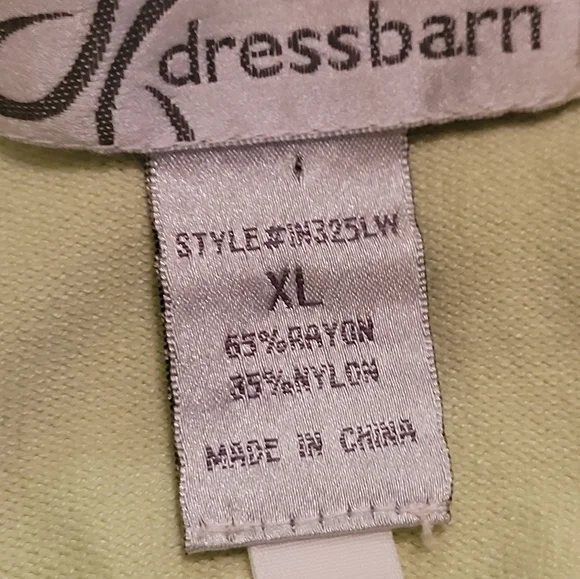 dressbarn
STYLE#IN325LW
XL
65%RAYON
35%NYLON
MADE IN CHINA